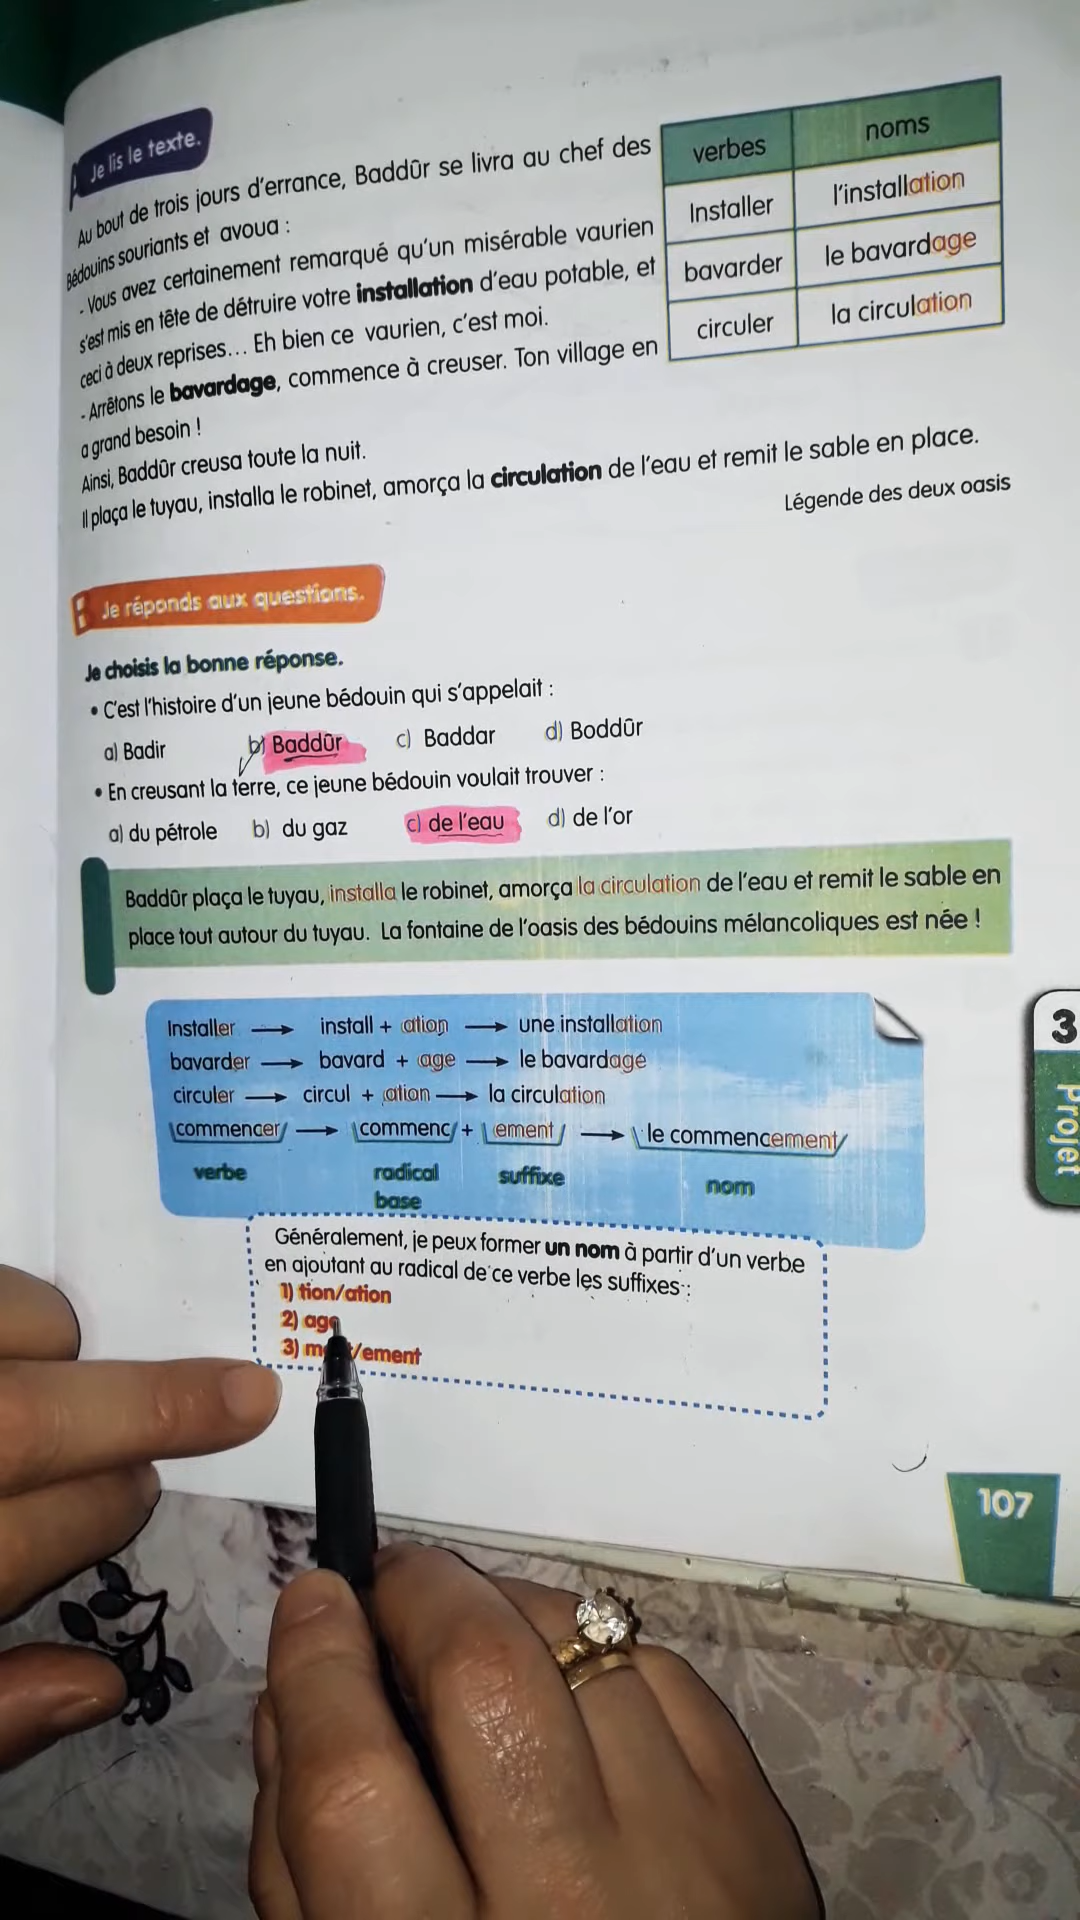 Je lis le texte.
Au bout de trois jours d'errance, Baddûr se livra au chef des
Bédouins souriants et avoua :
- Vous avez certainement remarqué qu'un misérable vaurien
s'est mis en tête de détruire votre installation d'eau potable, et
ceci à deux reprises... Eh bien ce vaurien, c'est moi.
- Arrêtons le bavardage, commence à creuser. Ton village en
a grand besoin !
Ainsi, Baddûr creusa toute la nuit.
Il plaça le tuyau, installa le robinet, amorça la circulation de l'eau et remit le sable en place.
Légende des deux oasis
verbes noms
Installer l'installation
bavarder le bavardage
circuler la circulation
Je réponds aux questions.
Je choisis la bonne réponse.
• C'est l'histoire d'un jeune bédouin qui s'appelait :
a) Badir b) Baddûr c) Baddar d) Boddûr
• En creusant la terre, ce jeune bédouin voulait trouver :
a) du pétrole b) du gaz c) de l'eau d) de l'or
Baddûr plaça le tuyau, installa le robinet, amorça la circulation de l'eau et remit le sable en
place tout autour du tuyau. La fontaine de l'oasis des bédouins mélancoliques est née !
Installer → install + ation → une installation
bavarder → bavard + age → le bavardage
circuler → circul + ation → la circulation
commencer → commenc + ement → le commencement
verbe radical suffixe nom
base
Généralement, je peux former un nom à partir d'un verbe
en ajoutant au radical de ce verbe les suffixes :
1) tion/ation
2) age
3) /ement
3
Projet
107